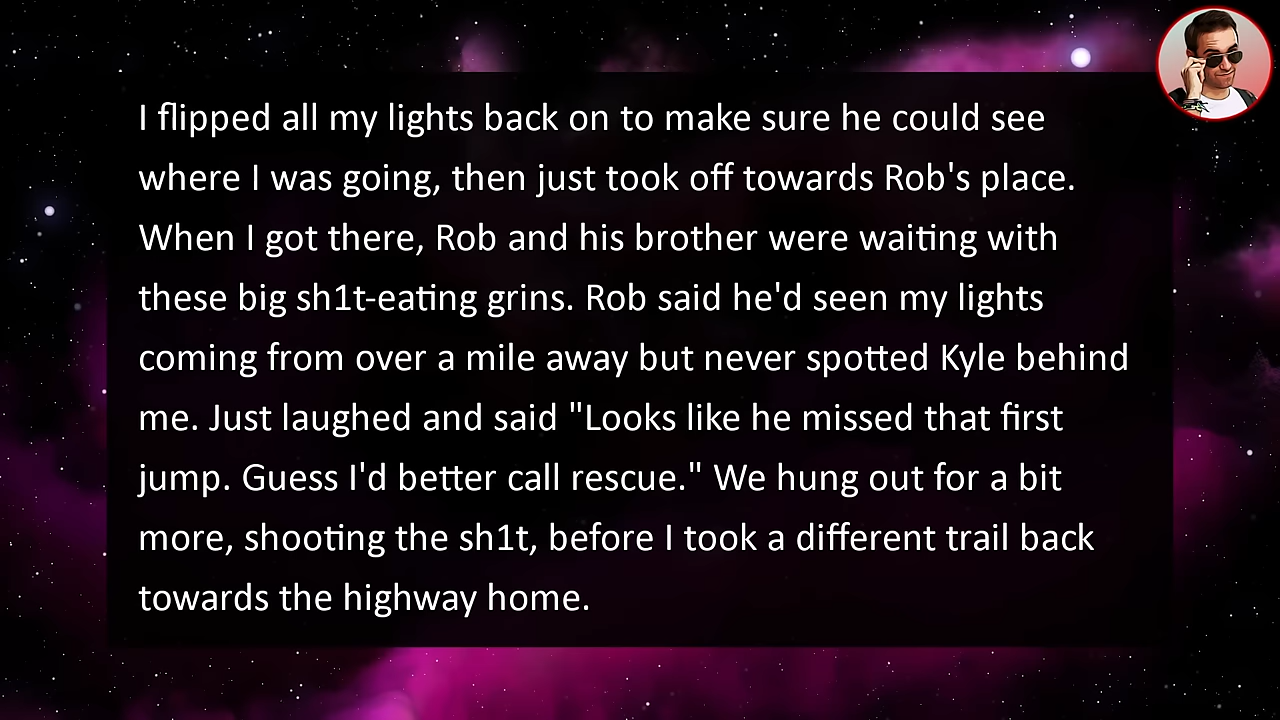 I flipped all my lights back on to make sure he could see
where I was going, then just took off towards Rob's place.
When I got there, Rob and his brother were waiting with
these big sh1t-eating grins. Rob said he'd seen my lights
coming from over a mile away but never spotted Kyle behind
me. Just laughed and said "Looks like he missed that first
jump. Guess I'd better call rescue." We hung out for a bit
more, shooting the sh1t, before I took a different trail back
towards the highway home.